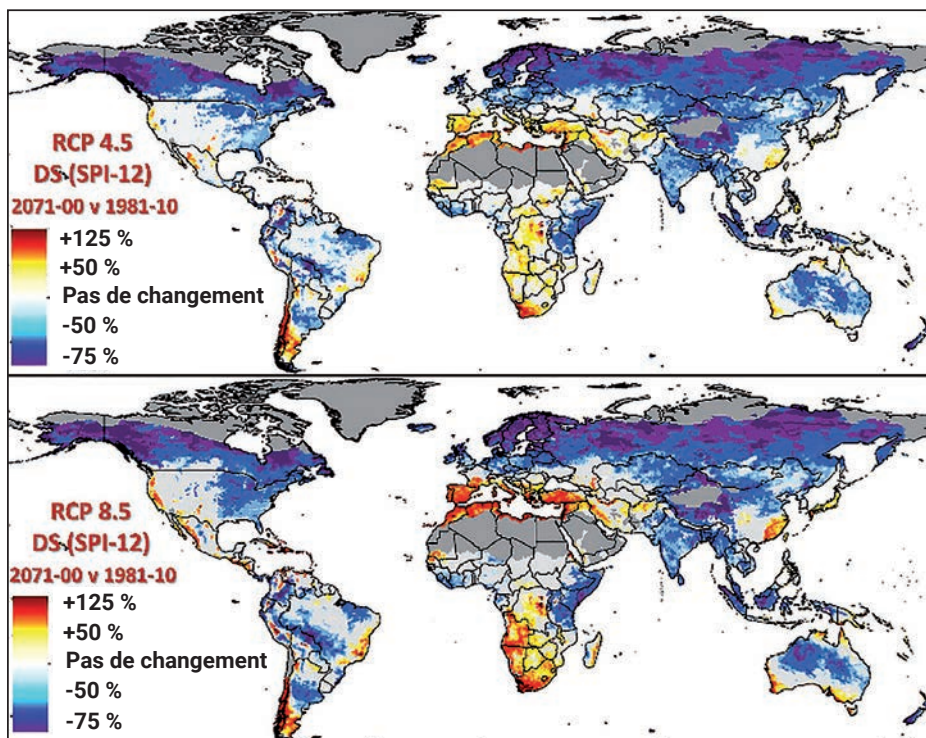 RCP 4.5
DS (SPI-12)
2071-00 v 1981-10
+125 %
+50 %
Pas de changement
-50 %
-75 %
RCP 8.5
DS (SPI-12)
2071-00 v 1981-10
+125 %
+50 %
Pas de changement
-50 %
-75 %